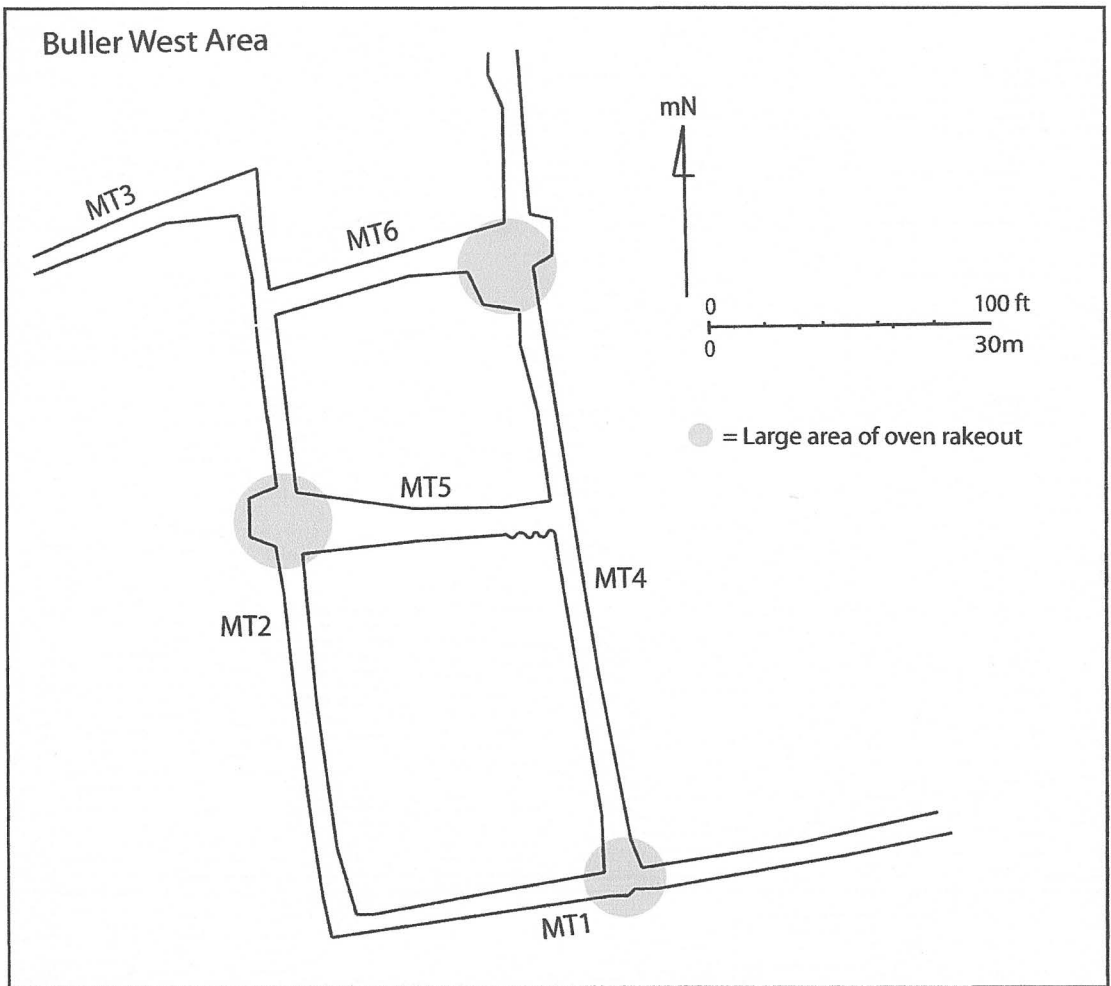 Buller West Area
mN
MT3
MT6
0 100 ft
0 30m
= Large area of oven rakeout
MT5
MT4
MT2
MT1